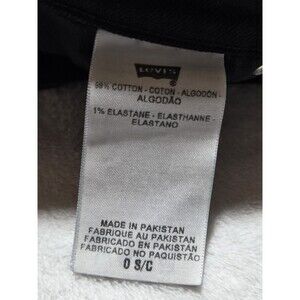 LEVI'S
®
99% COTTON - COTON - ALGODÓN -
ALGODÃO
1% ELASTANE - ELASTHANNE -
ELASTANO
MADE IN PAKISTAN
FABRIQUE AU PAKISTAN
FABRICADO EN PAKISTÁN
FABRICADO NO PAQUISTÃO
0 S/C